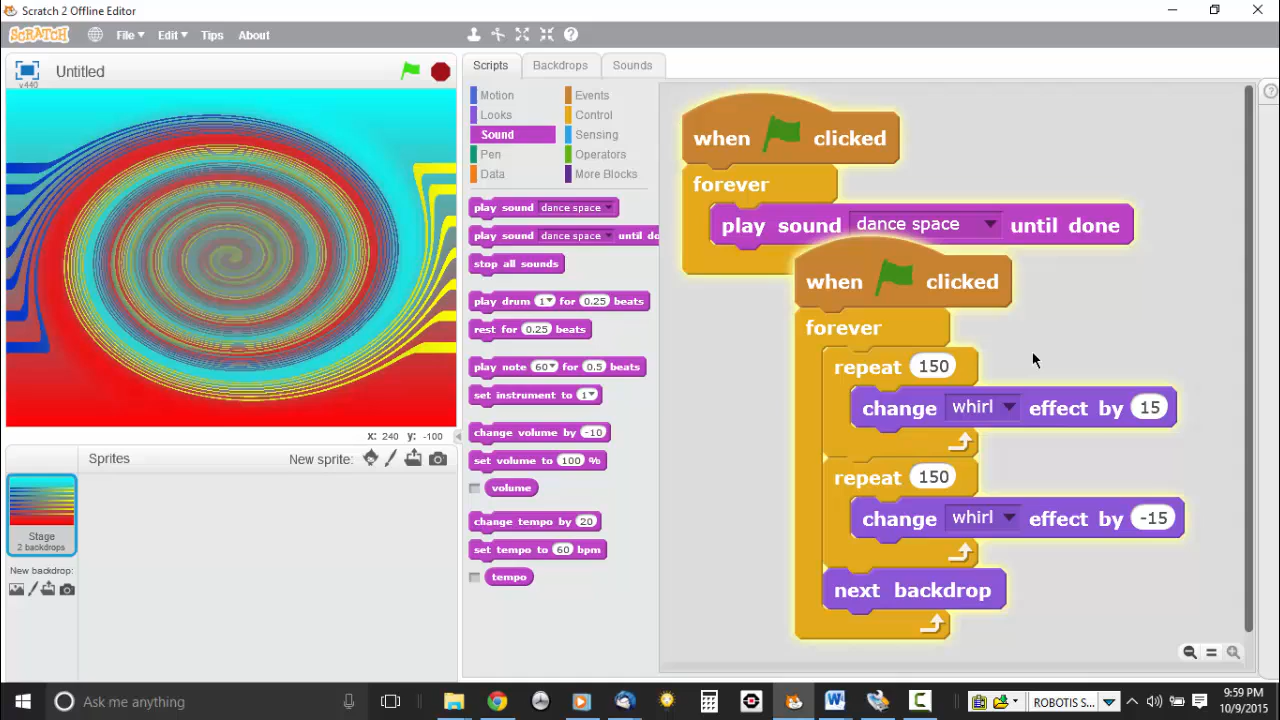 Scratch 2 Offline Editor
SCRATCH
File
Edit
Tips
About
Untitled
v440
Scripts
Backdrops
Sounds
Motion
Events
Looks
Control
Sound
Sensing
Pen
Operators
Data
More Blocks
play sound dance space
play sound dance space until do
stop all sounds
play drum 1 for 0.25 beats
rest for 0.25 beats
play note 60 for 0.5 beats
set instrument to 1
change volume by -10
set volume to 100 %
volume
change tempo by 20
set tempo to 60 bpm
tempo
when clicked
forever
play sound dance space until done
when clicked
forever
repeat 150
change whirl effect by 15
repeat 150
change whirl effect by -15
next backdrop
x: 240 y: -100
Sprites
New sprite:
Stage
2 backdrops
New backdrop:
Ask me anything
ROBOTIS S...
9:59 PM
10/9/2015